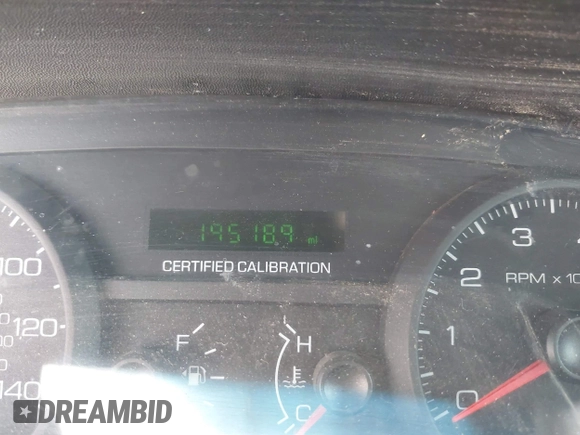 195189 mi
CERTIFIED CALIBRATION
100
120
140
F
H
C
3
2
1
0
RPM x 10
DREAMBID